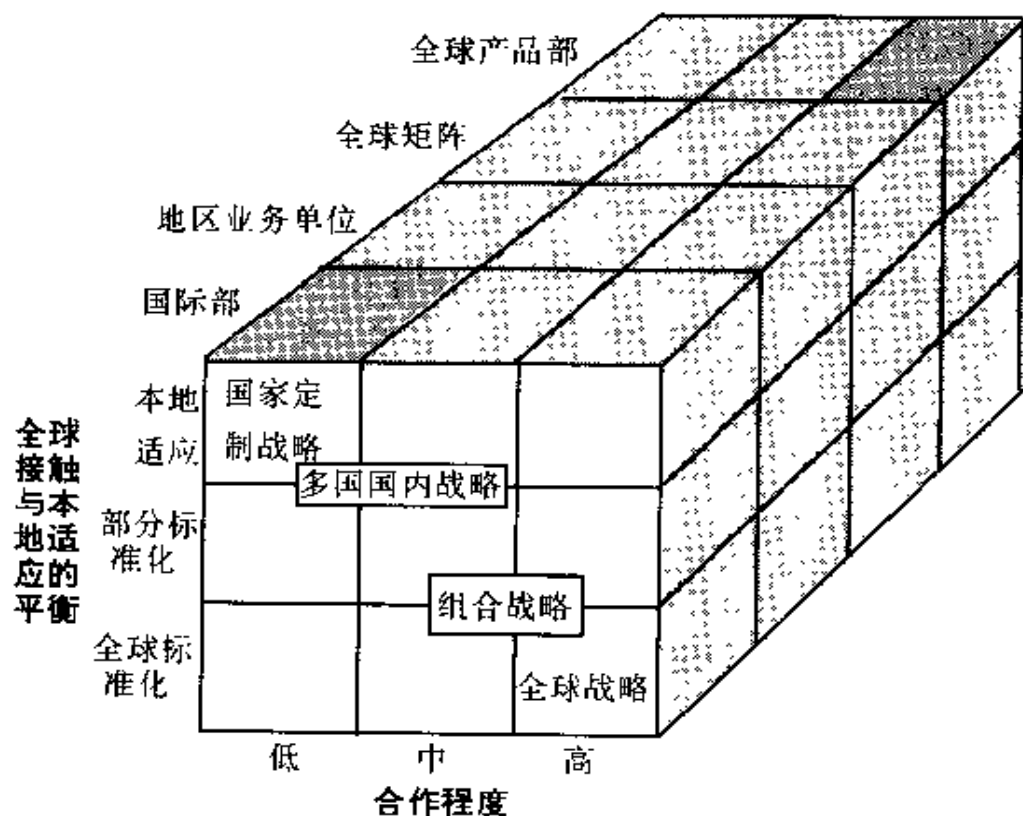 全球产品部
全球矩阵
地区业务单位
国际部
本地
适应
国家定
制战略
多国国内战略
全球
接触
与本
地适
应的
平衡
部分标
准化
组合战略
全球标
准化
全球战略
低
中
高
合作程度